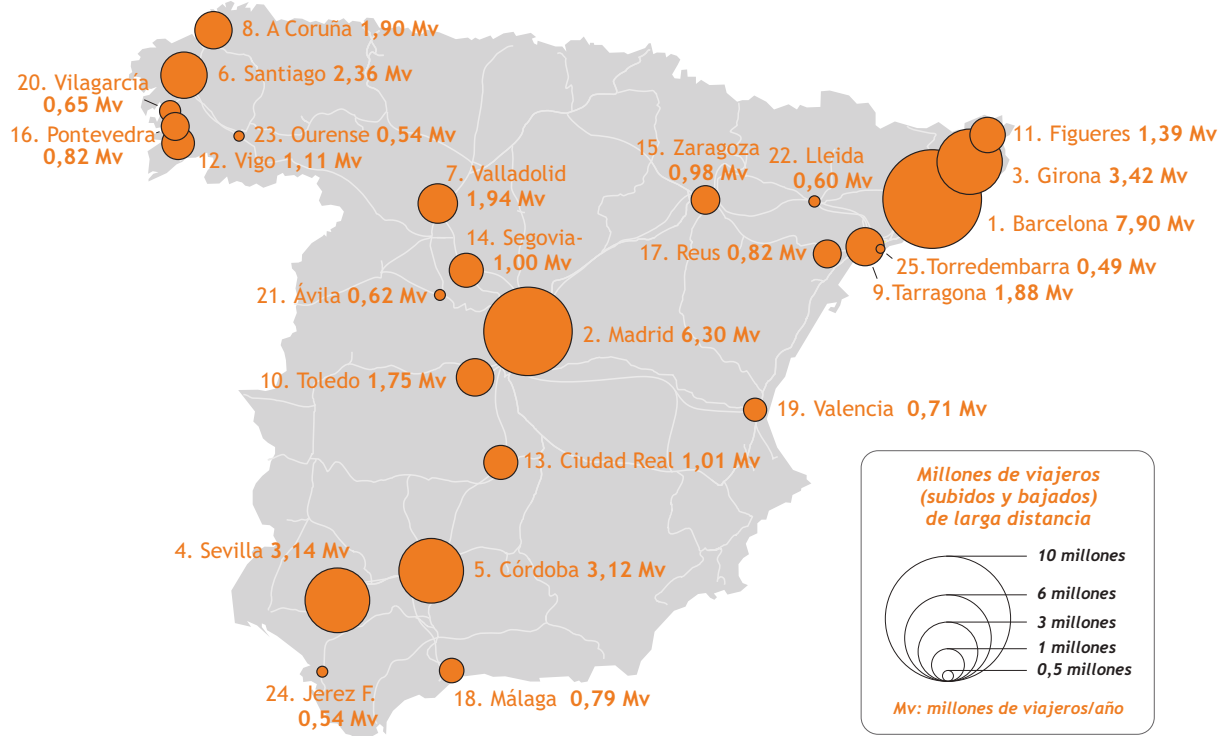 8. A Coruña 1,90 Mv
6. Santiago 2,36 Mv
20. Vilagarcía
0,65 Mv
16. Pontevedra
0,82 Mv
23. Ourense 0,54 Mv
12. Vigo 1,11 Mv
7. Valladolid
1,94 Mv
14. Segovia-
1,00 Mv
21. Ávila 0,62 Mv
15. Zaragoza
0,98 Mv
22. Lleida
0,60 Mv
11. Figueres 1,39 Mv
3. Girona 3,42 Mv
1. Barcelona 7,90 Mv
17. Reus 0,82 Mv
25.Torredembarra 0,49 Mv
9.Tarragona 1,88 Mv
2. Madrid 6,30 Mv
10. Toledo 1,75 Mv
19. Valencia 0,71 Mv
13. Ciudad Real 1,01 Mv
4. Sevilla 3,14 Mv
5. Córdoba 3,12 Mv
24. Jerez F.
0,54 Mv
18. Málaga 0,79 Mv
Millones de viajeros
(subidos y bajados)
de larga distancia
10 millones
6 millones
3 millones
1 millones
0,5 millones
Mv: millones de viajeros/año